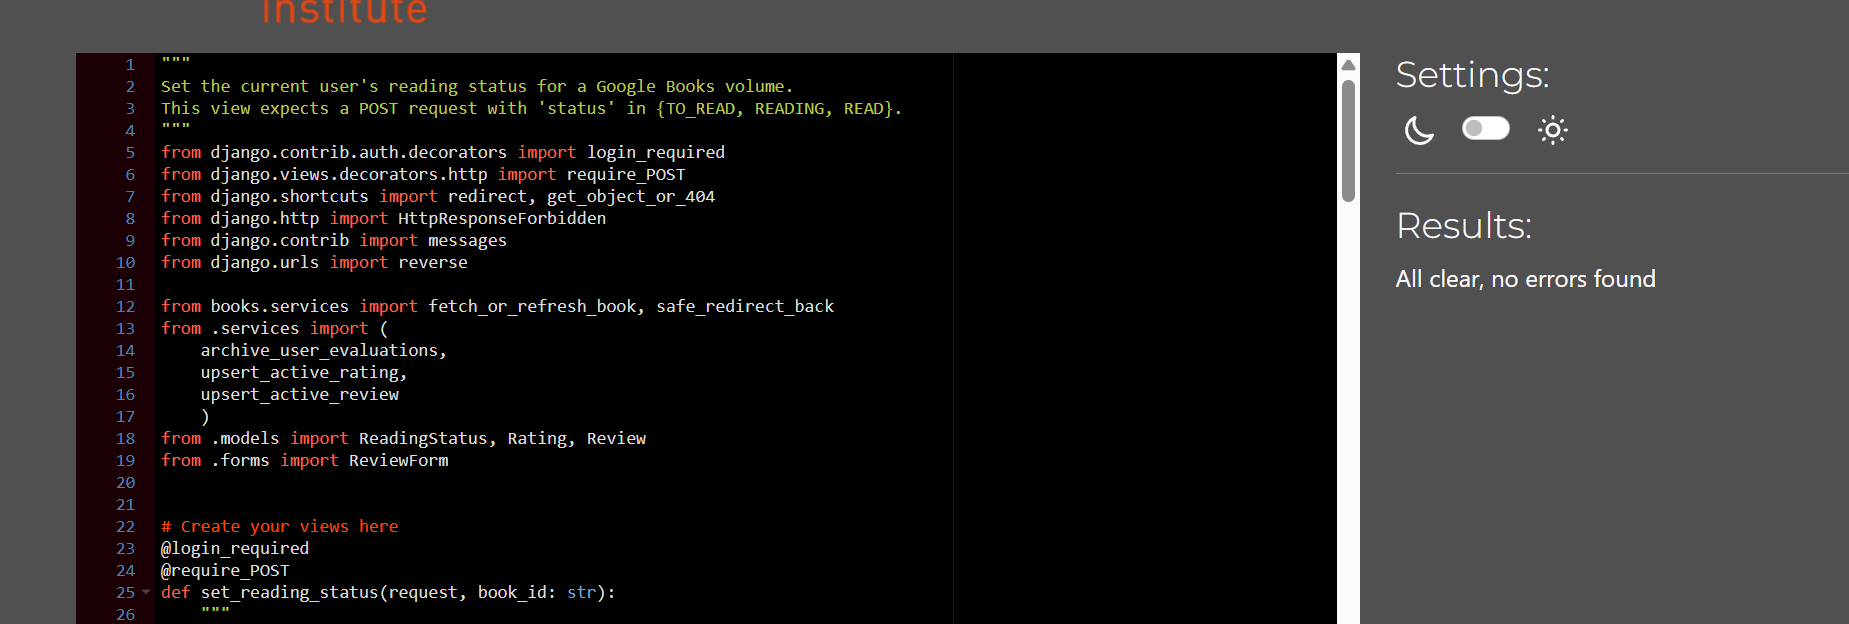 institute
1 """
2 Set the current user's reading status for a Google Books volume.
3 This view expects a POST request with 'status' in {TO_READ, READING, READ}.
4 """
5 from django.contrib.auth.decorators import login_required
6 from django.views.decorators.http import require_POST
7 from django.shortcuts import redirect, get_object_or_404
8 from django.http import HttpResponseForbidden
9 from django.contrib import messages
10 from django.urls import reverse
11
12 from books.services import fetch_or_refresh_book, safe_redirect_back
13 from .services import (
14     archive_user_evaluations,
15     upsert_active_rating,
16     upsert_active_review
17     )
18 from .models import ReadingStatus, Rating, Review
19 from .forms import ReviewForm
20
21
22 # Create your views here
23 @login_required
24 @require_POST
25 def set_reading_status(request, book_id: str):
26     """
Settings:
Results:
All clear, no errors found